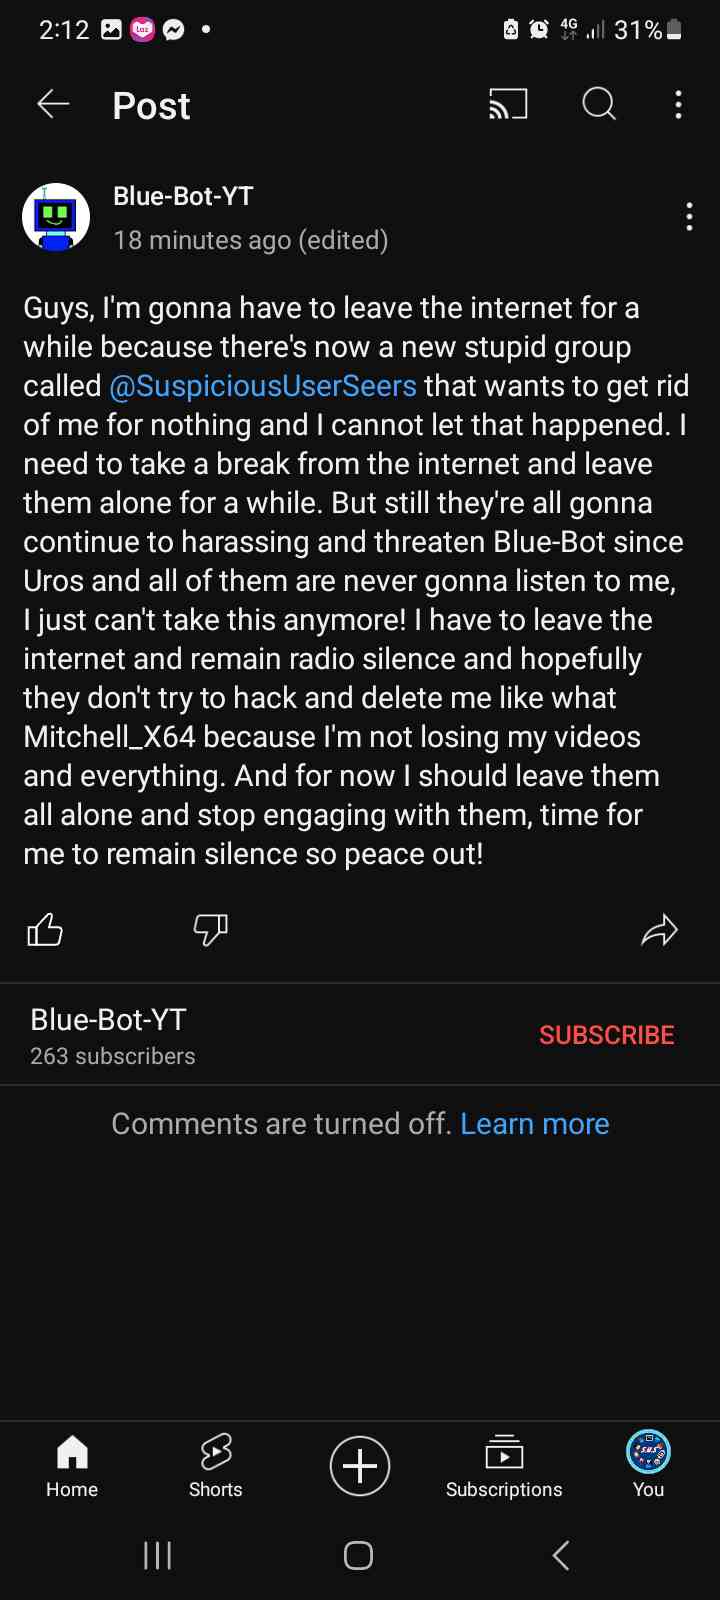 2:12 4G 31%
Post
Blue-Bot-YT
18 minutes ago (edited)
Guys, I'm gonna have to leave the internet for a
while because there's now a new stupid group
called @SuspiciousUserSeers that wants to get rid
of me for nothing and I cannot let that happened. I
need to take a break from the internet and leave
them alone for a while. But still they're all gonna
continue to harassing and threaten Blue-Bot since
Uros and all of them are never gonna listen to me,
I just can't take this anymore! I have to leave the
internet and remain radio silence and hopefully
they don't try to hack and delete me like what
Mitchell_X64 because I'm not losing my videos
and everything. And for now I should leave them
all alone and stop engaging with them, time for
me to remain silence so peace out!
Blue-Bot-YT
263 subscribers
SUBSCRIBE
Comments are turned off. Learn more
Home Shorts Subscriptions You